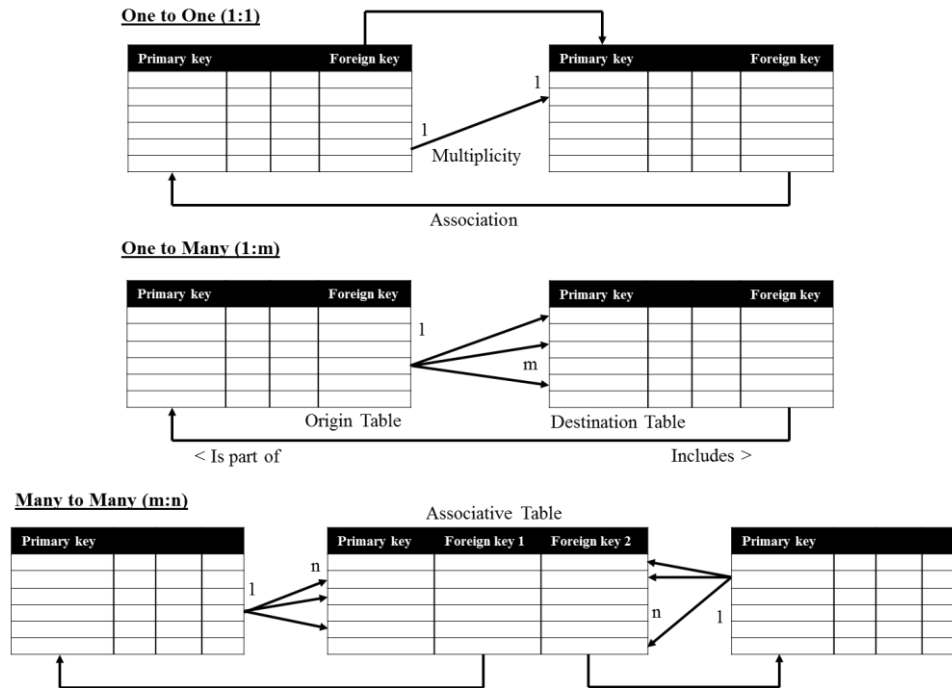 One to One (1:1)
Primary key Foreign key Primary key Foreign key
1
1
Multiplicity
Association
One to Many (1:m)
Primary key Foreign key Primary key Foreign key
1
m
Origin Table Destination Table
< Is part of Includes >
Many to Many (m:n)
Associative Table
Primary key Primary key Foreign key 1 Foreign key 2 Primary key
n
1
n 1